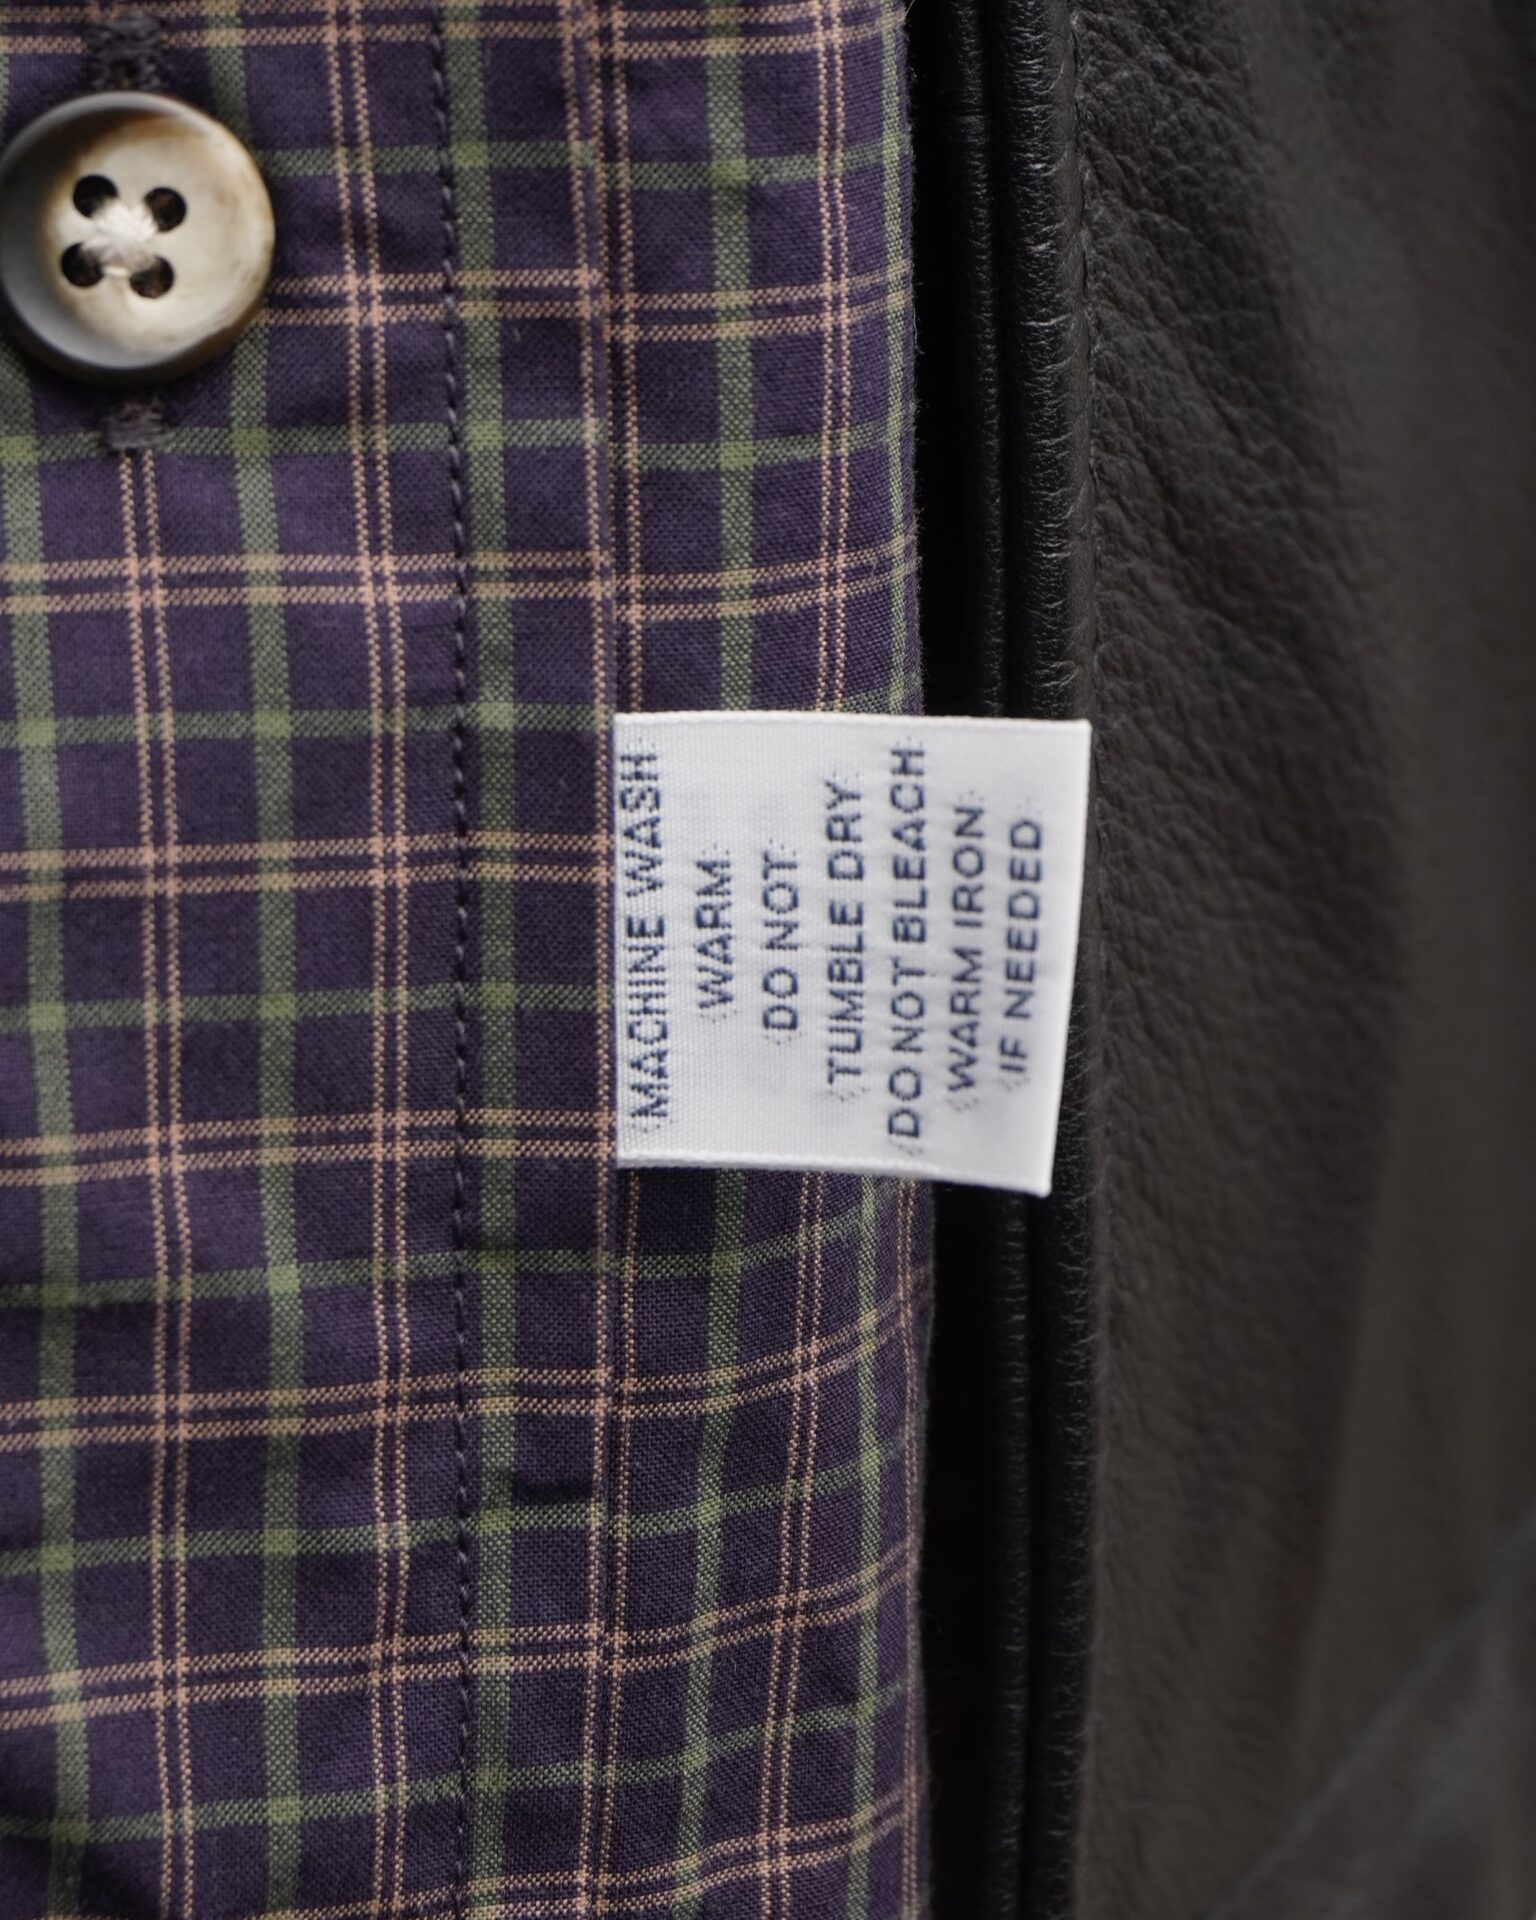 MACHINE WASH
WARM
DO NOT
TUMBLE DRY
DO NOT BLEACH
WARM IRON
IF NEEDED